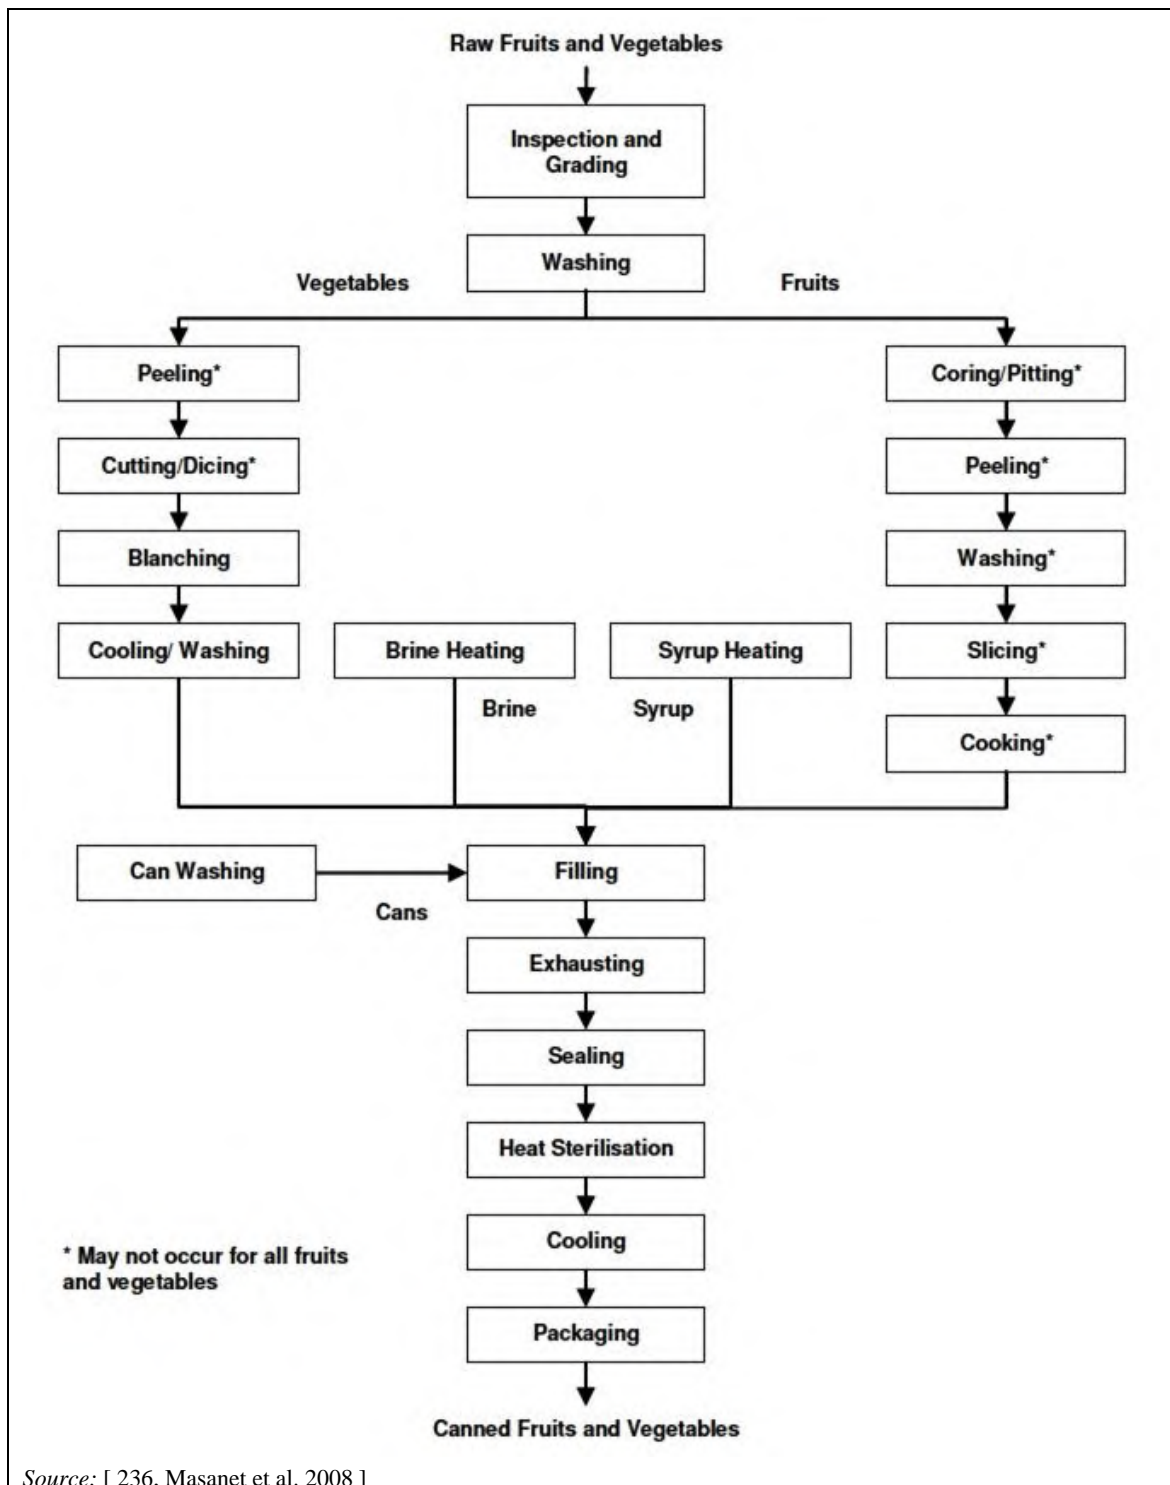 Raw Fruits and Vegetables
Inspection and
Grading
Washing
Vegetables
Fruits
Peeling*
Coring/Pitting*
Cutting/Dicing*
Peeling*
Blanching
Washing*
Cooling/ Washing
Brine Heating
Syrup Heating
Slicing*
Brine
Syrup
Cooking*
Can Washing
Filling
Cans
Exhausting
Sealing
Heat Sterilisation
Cooling
* May not occur for all fruits
and vegetables
Packaging
Canned Fruits and Vegetables
Source: [ 236, Masanet et al. 2008 ]